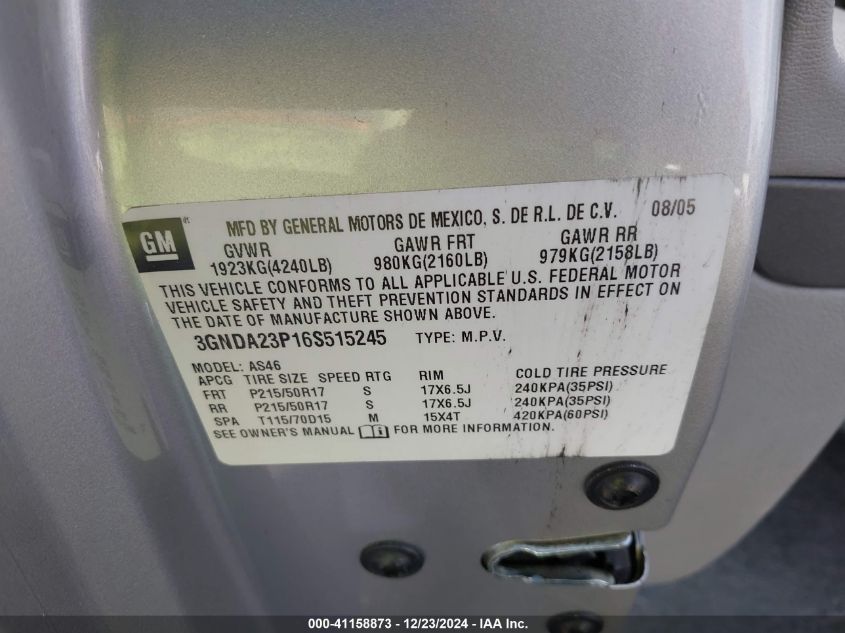 GM
MFD BY GENERAL MOTORS DE MEXICO, S. DE R.L. DE C.V. 08/05
GVWR GAWR FRT GAWR RR
1923KG(4240LB) 980KG(2160LB) 979KG(2158LB)
THIS VEHICLE CONFORMS TO ALL APPLICABLE U.S. FEDERAL MOTOR
VEHICLE SAFETY AND THEFT PREVENTION STANDARDS IN EFFECT ON
THE DATE OF MANUFACTURE SHOWN ABOVE.
3GNDA23P16S515245 TYPE: M.P.V.
MODEL: AS46
APCG TIRE SIZE SPEED RTG RIM COLD TIRE PRESSURE
FRT P215/50R17 S 17X6.5J 240KPA(35PSI)
RR P215/50R17 S 17X6.5J 240KPA(35PSI)
SPA T115/70D15 M 15X4T 420KPA(60PSI)
SEE OWNER'S MANUAL FOR MORE INFORMATION.
000-41158873 / 12/23/2024 - IAA Inc.